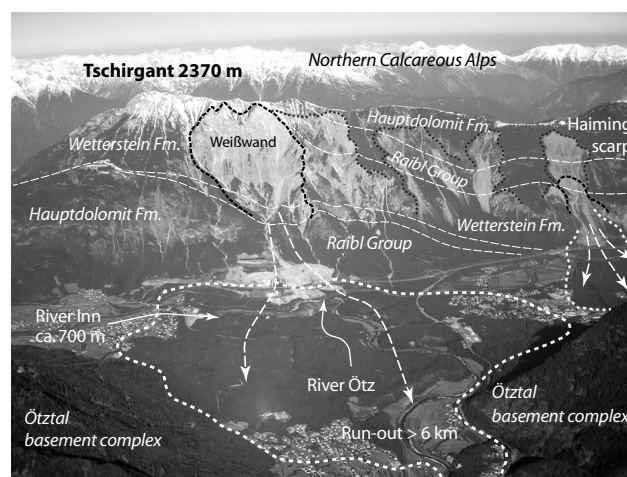 Northern Calcareous Alps
Tschirgant 2370 m
Hauptdolomit Fm.
Haiming
scarp
Wetterstein Fm.
Weißwand
Raibl Group
Hauptdolomit Fm.
Wetterstein Fm.
Raibl Group
River Inn
ca. 700 m
River Ötz
Ötztal
basement complex
Ötztal
basement complex
Run-out > 6 km